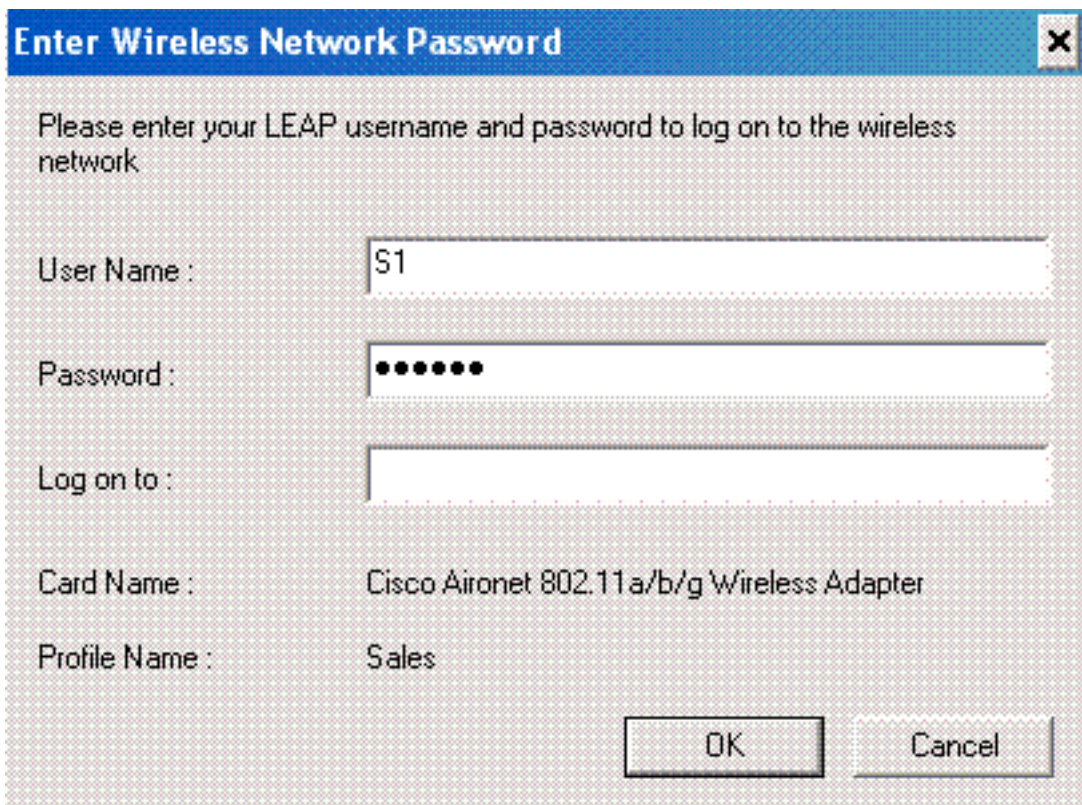 Enter Wireless Network Password
Please enter your LEAP username and password to log on to the wireless
network
User Name : S1
Password : ●●●●●●
Log on to :
Card Name : Cisco Aironet 802.11a/b/g Wireless Adapter
Profile Name : Sales
OK Cancel